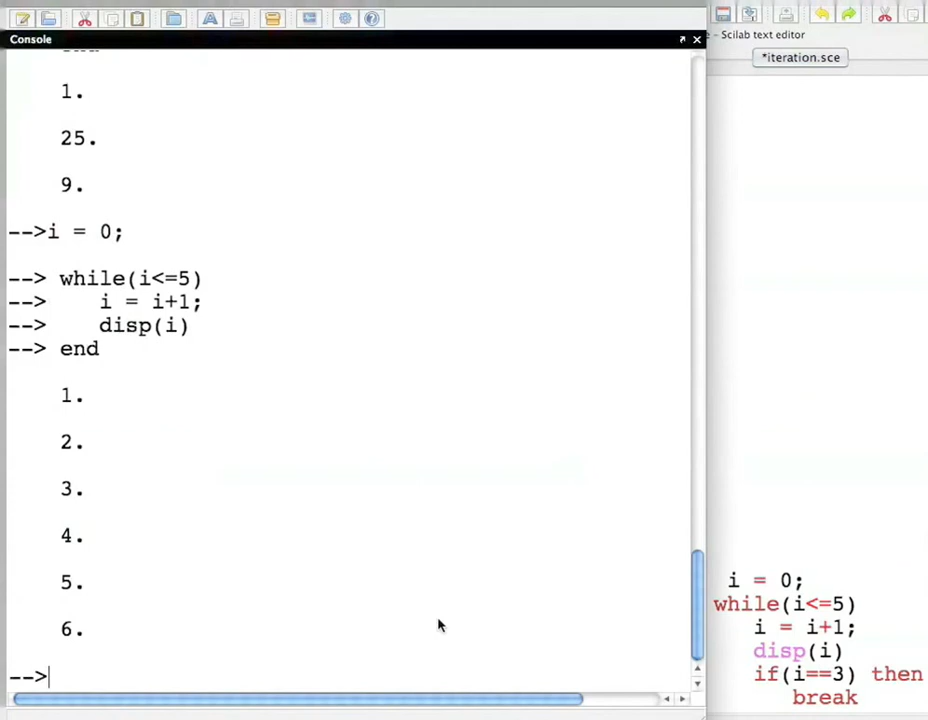 Console
- Scilab text editor
*iteration.sce
1.
25.
9.
-->i = 0;
--> while(i<=5)
-->    i = i+1;
-->    disp(i)
--> end
1.
2.
3.
4.
5.
6.
-->
i = 0;
while(i<=5)
i = i+1;
disp(i)
if(i==3) then
break